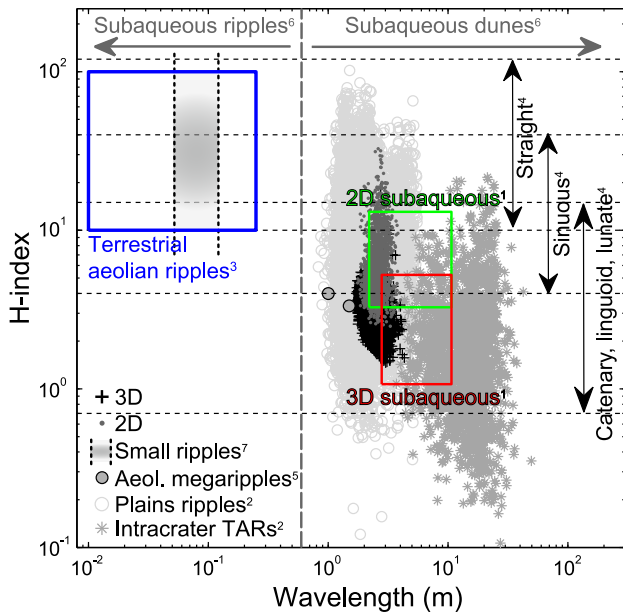 Subaqueous ripples⁶
Subaqueous dunes⁶
10²
10¹
10⁰
10⁻¹
H-index
Straight⁴
Sinuous⁴
Catenary, linguoid, lunate⁴
2D subaqueous¹
3D subaqueous¹
Terrestrial
aeolian ripples³
3D
2D
Small ripples⁷
Aeol. megaripples⁵
Plains ripples²
Intracrater TARs²
10⁻²
10⁻¹
10⁰
10¹
10²
Wavelength (m)